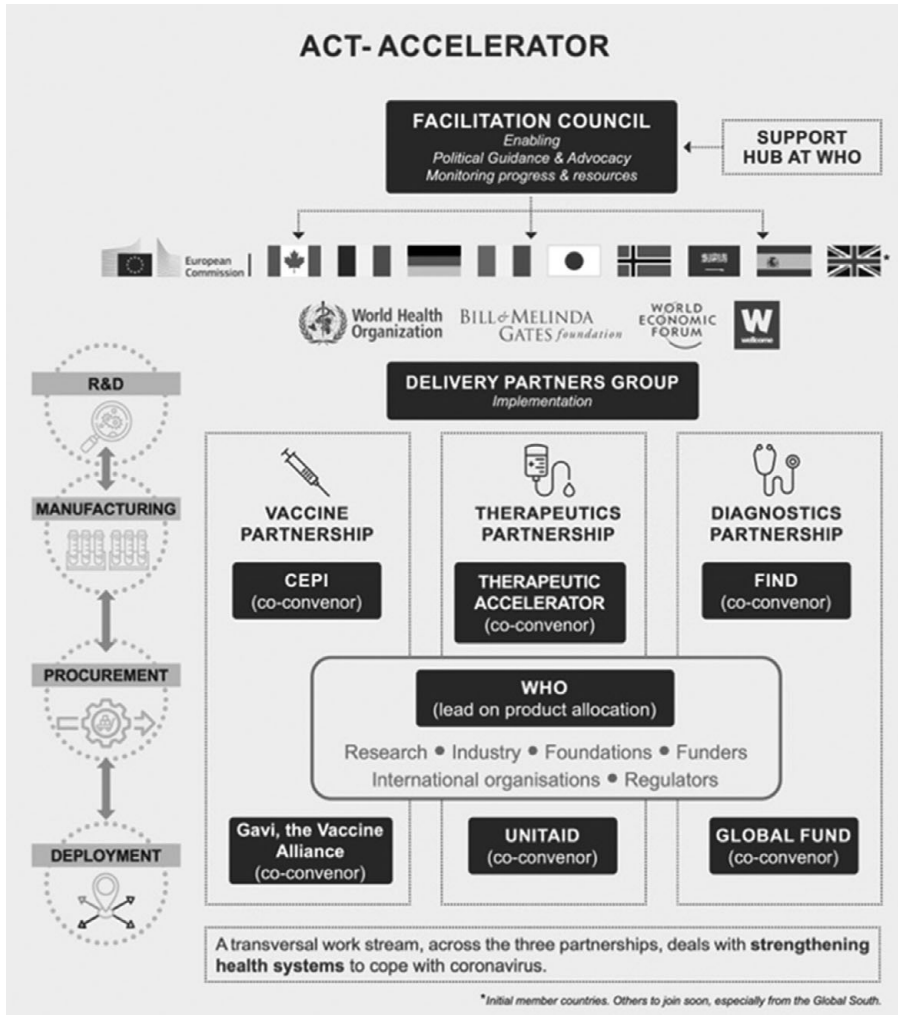 ACT- ACCELERATOR
FACILITATION COUNCIL
Enabling
Political Guidance & Advocacy
Monitoring progress & resources
SUPPORT
HUB AT WHO
European
Commission
*
World Health
Organization
BILL & MELINDA
GATES foundation
WORLD
ECONOMIC
FORUM
W
wellcome
DELIVERY PARTNERS GROUP
Implementation
R&D
MANUFACTURING
PROCUREMENT
DEPLOYMENT
VACCINE
PARTNERSHIP
CEPI
(co-convenor)
THERAPEUTICS
PARTNERSHIP
THERAPEUTIC
ACCELERATOR
(co-convenor)
DIAGNOSTICS
PARTNERSHIP
FIND
(co-convenor)
WHO
(lead on product allocation)
Research • Industry • Foundations • Funders
International organisations • Regulators
Gavi, the Vaccine
Alliance
(co-convenor)
UNITAID
(co-convenor)
GLOBAL FUND
(co-convenor)
A transversal work stream, across the three partnerships, deals with strengthening
health systems to cope with coronavirus.
*Initial member countries. Others to join soon, especially from the Global South.